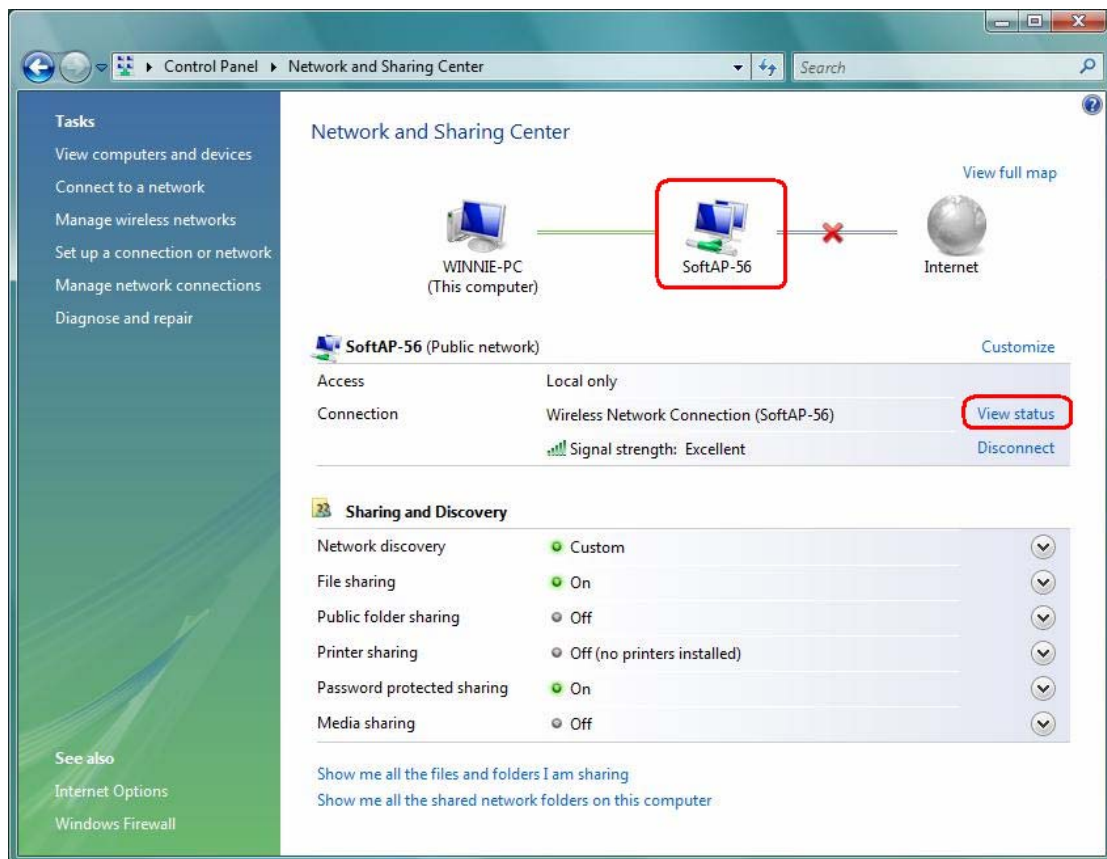 Control Panel Network and Sharing Center
Search
Tasks
View computers and devices
Connect to a network
Manage wireless networks
Set up a connection or network
Manage network connections
Diagnose and repair
See also
Internet Options
Windows Firewall
Network and Sharing Center
View full map
WINNIE-PC
(This computer)
SoftAP-56
Internet
SoftAP-56 (Public network) Customize
Access Local only
Connection Wireless Network Connection (SoftAP-56) View status
Signal strength: Excellent Disconnect
Sharing and Discovery
Network discovery Custom
File sharing On
Public folder sharing Off
Printer sharing Off (no printers installed)
Password protected sharing On
Media sharing Off
Show me all the files and folders I am sharing
Show me all the shared network folders on this computer